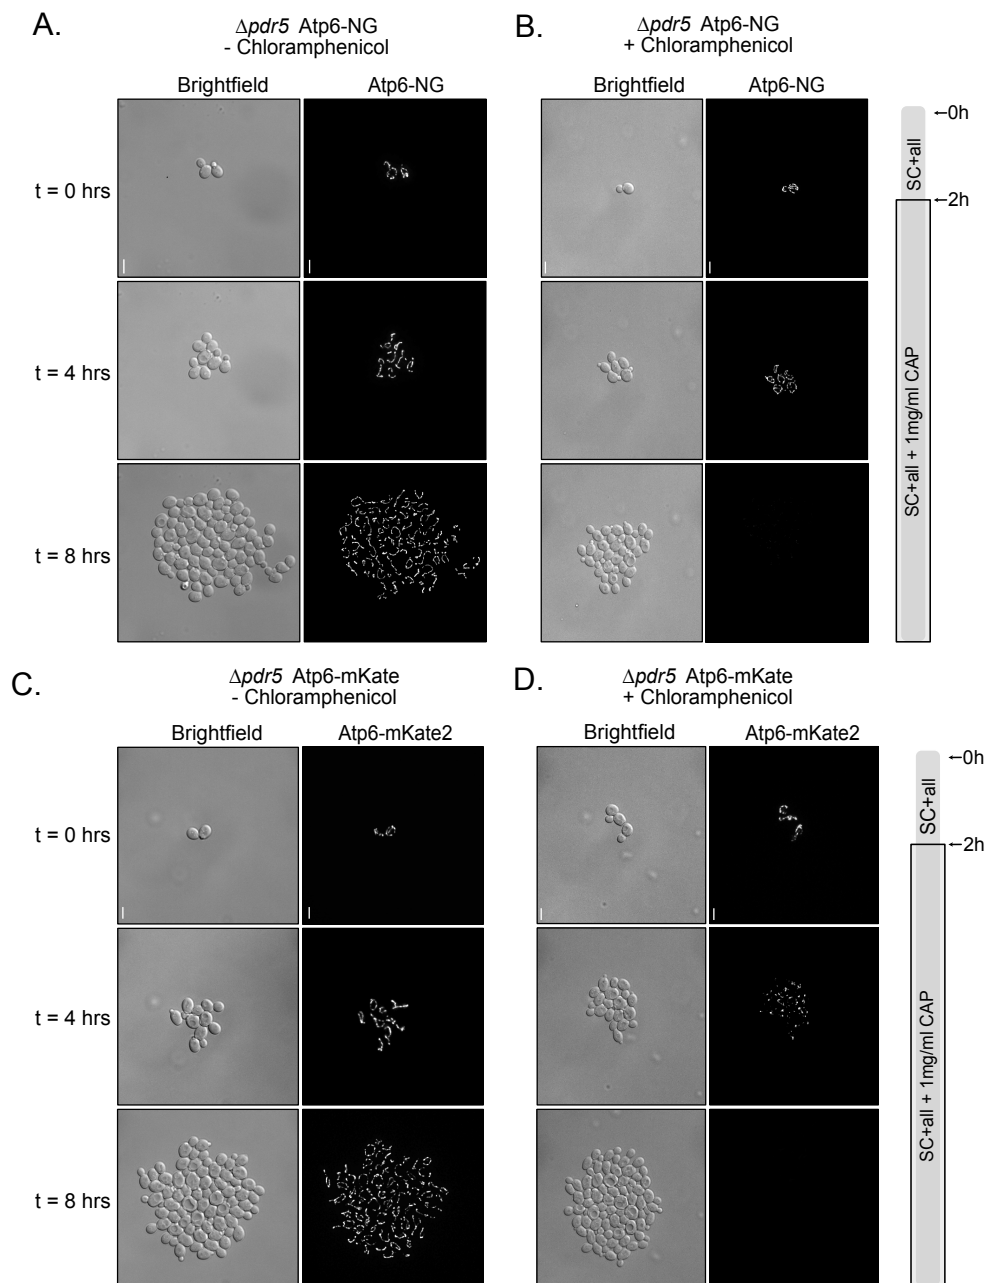 A.
Δpdr5 Atp6-NG
- Chloramphenicol
Brightfield
Atp6-NG
t = 0 hrs
t = 4 hrs
t = 8 hrs
B.
Δpdr5 Atp6-NG
+ Chloramphenicol
Brightfield
Atp6-NG
←0h
SC+all
←2h
SC+all + 1mg/ml CAP
C.
Δpdr5 Atp6-mKate
- Chloramphenicol
Brightfield
Atp6-mKate2
t = 0 hrs
t = 4 hrs
t = 8 hrs
D.
Δpdr5 Atp6-mKate
+ Chloramphenicol
Brightfield
Atp6-mKate2
←0h
SC+all
←2h
SC+all + 1mg/ml CAP